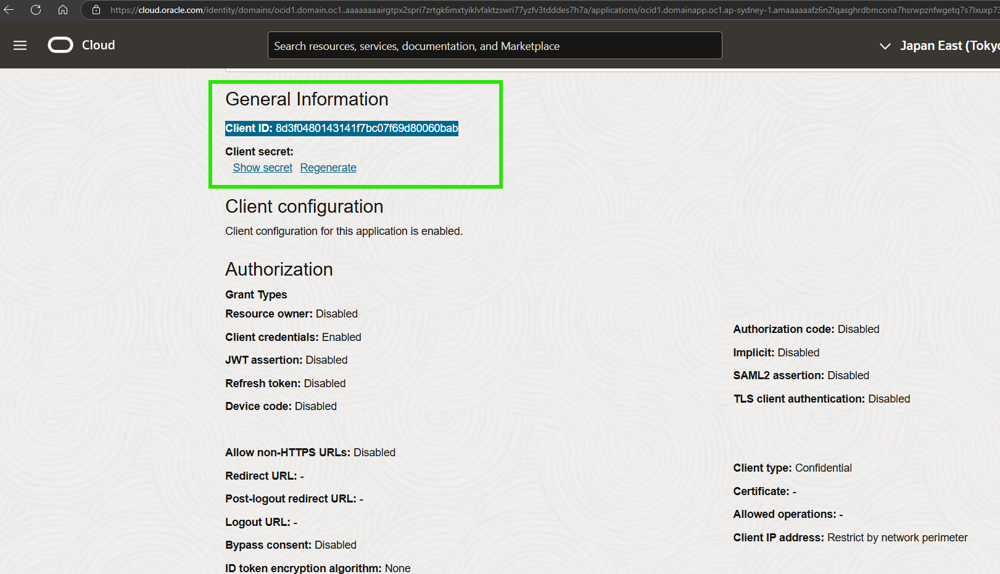 https://cloud.oracle.com/identity/domains/ocid1.domain.oc1..aaaaaaaairgtpx2spri7zrtgk6mxtyiklvfaktzswri77yzfv3tdddes7h7a/applications/ocid1.domainapp.oc1.ap-sydney-1.amaaaaaafz6n2lqasghrdbmcoria7hsrwpznfwgetq7s7lxuxp73
Cloud
Search resources, services, documentation, and Marketplace
Japan East (Tokyo
General Information
Client ID: 8d3f0480143141f7bc07f69d80060bab
Client secret:
Show secret Regenerate
Client configuration
Client configuration for this application is enabled.
Authorization
Grant Types
Resource owner: Disabled
Client credentials: Enabled
JWT assertion: Disabled
Refresh token: Disabled
Device code: Disabled
Authorization code: Disabled
Implicit: Disabled
SAML2 assertion: Disabled
TLS client authentication: Disabled
Allow non-HTTPS URLs: Disabled
Redirect URL: -
Post-logout redirect URL: -
Logout URL: -
Bypass consent: Disabled
ID token encryption algorithm: None
Client type: Confidential
Certificate: -
Allowed operations: -
Client IP address: Restrict by network perimeter